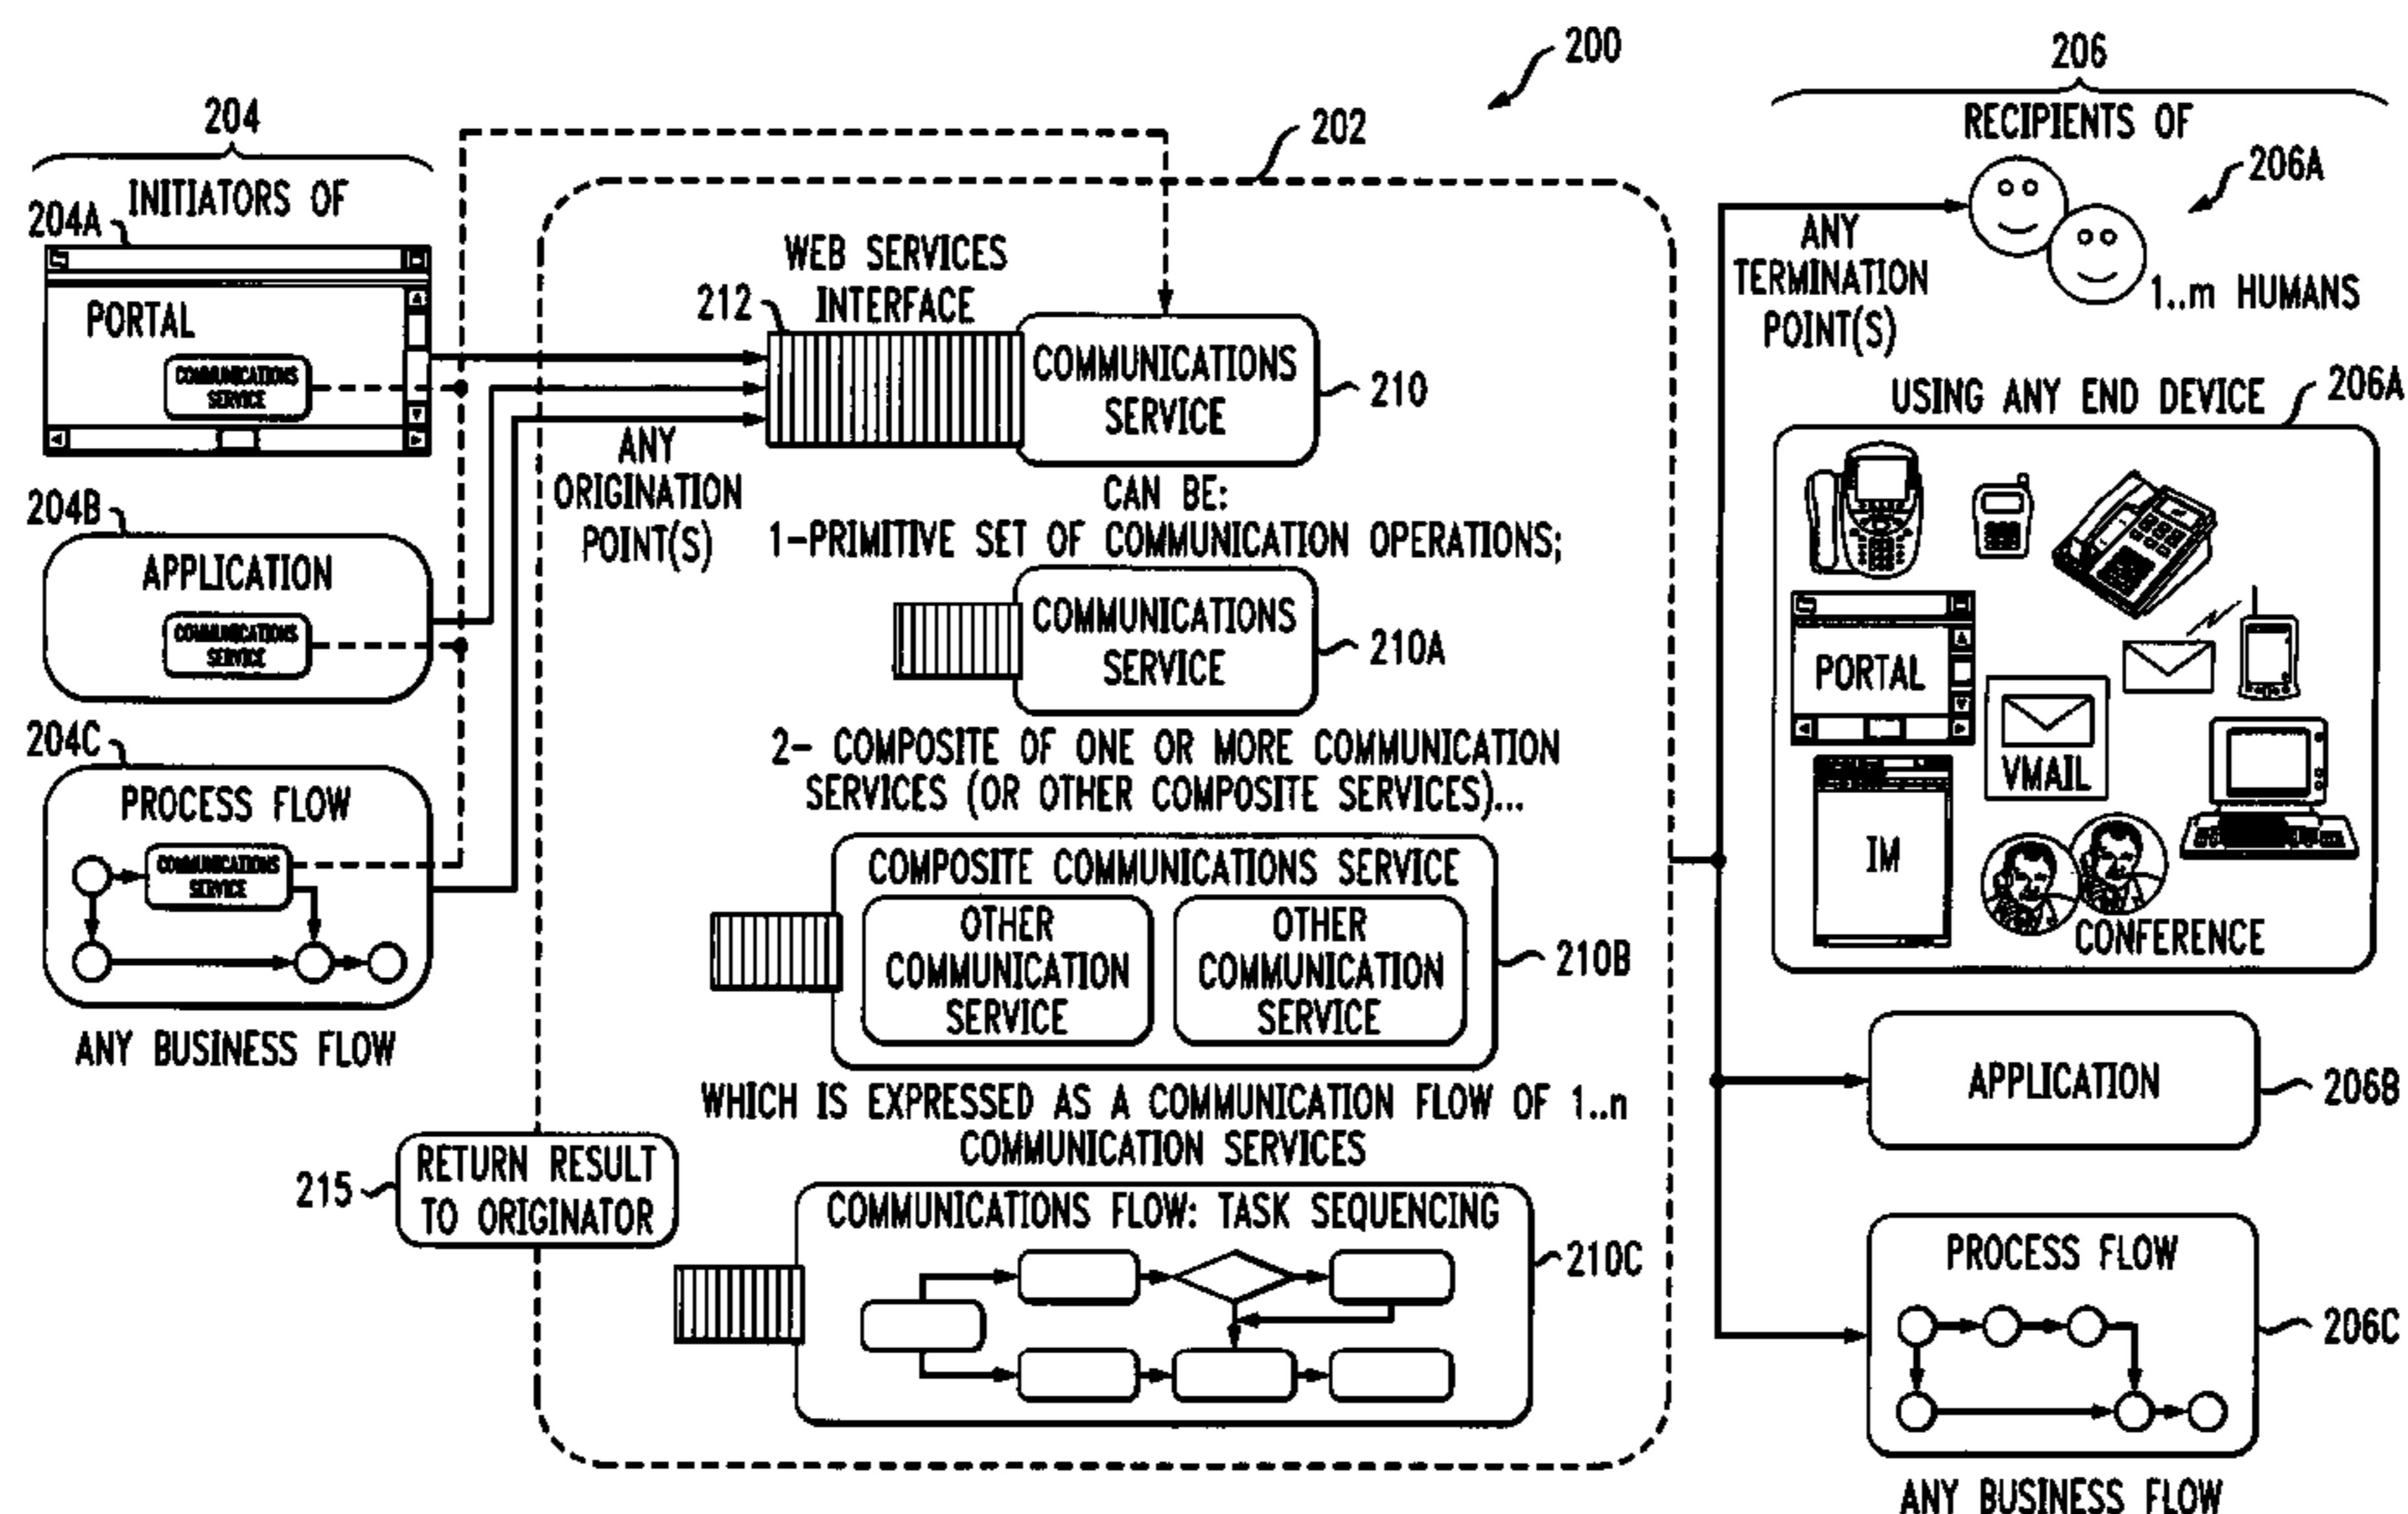 200
204
INITIATORS OF
204A
PORTAL
COMMUNICATIONS
SERVICE
204B
APPLICATION
COMMUNICATIONS
SERVICE
204C
PROCESS FLOW
COMMUNICATIONS
SERVICE
ANY BUSINESS FLOW
202
WEB SERVICES
INTERFACE
212
COMMUNICATIONS
SERVICE
210
ANY
ORIGINATION
POINT(S)
CAN BE:
1-PRIMITIVE SET OF COMMUNICATION OPERATIONS;
COMMUNICATIONS
SERVICE
210A
2- COMPOSITE OF ONE OR MORE COMMUNICATION
SERVICES (OR OTHER COMPOSITE SERVICES)...
COMPOSITE COMMUNICATIONS SERVICE
OTHER
COMMUNICATION
SERVICE
OTHER
COMMUNICATION
SERVICE
210B
WHICH IS EXPRESSED AS A COMMUNICATION FLOW OF 1..n
COMMUNICATION SERVICES
215
RETURN RESULT
TO ORIGINATOR
COMMUNICATIONS FLOW: TASK SEQUENCING
210C
206
RECIPIENTS OF
206A
ANY
TERMINATION
POINT(S)
1..m HUMANS
USING ANY END DEVICE
206A
PORTAL
VMAIL
IM
CONFERENCE
APPLICATION
206B
PROCESS FLOW
206C
ANY BUSINESS FLOW